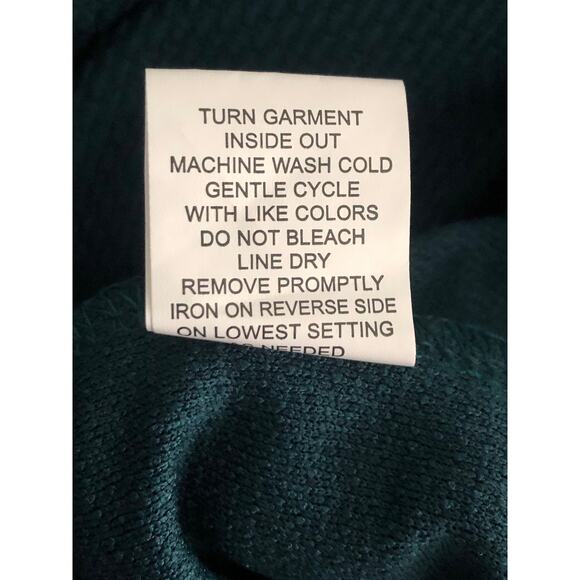 TURN GARMENT
INSIDE OUT
MACHINE WASH COLD
GENTLE CYCLE
WITH LIKE COLORS
DO NOT BLEACH
LINE DRY
REMOVE PROMPTLY
IRON ON REVERSE SIDE
ON LOWEST SETTING
NEEDED